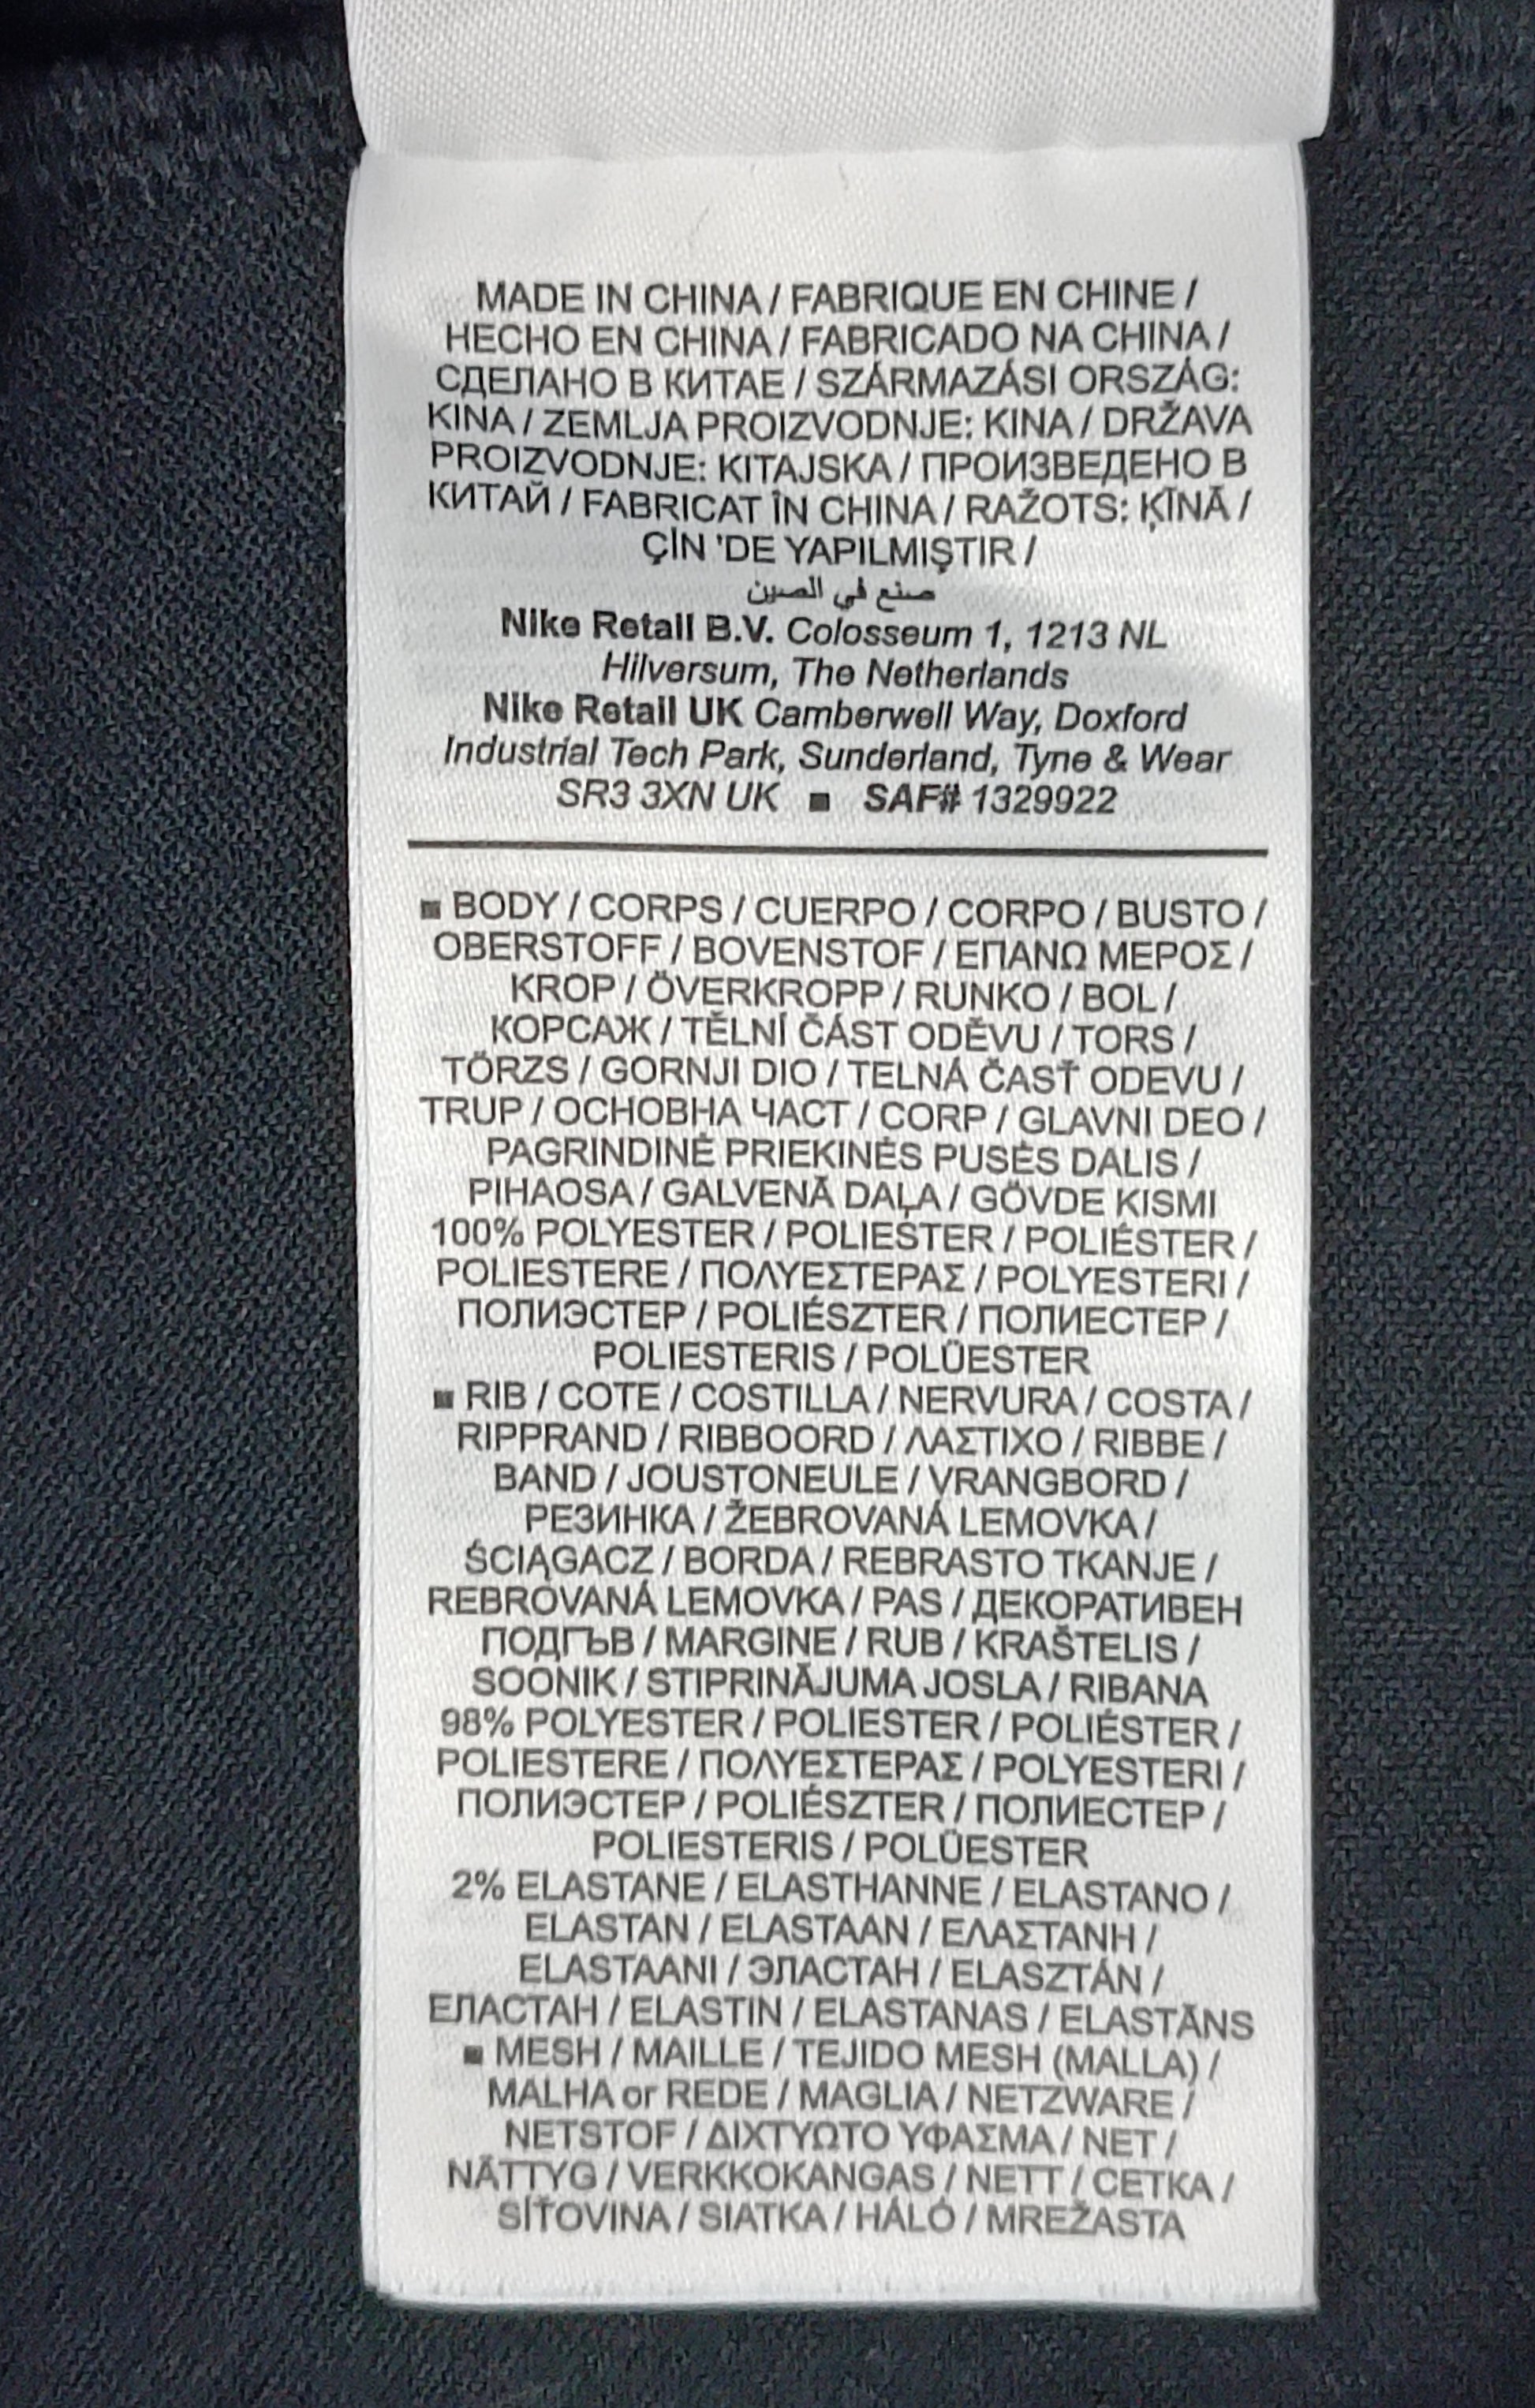 MADE IN CHINA / FABRIQUE EN CHINE /
HECHO EN CHINA / FABRICADO NA CHINA /
СДЕЛАНО В КИТАЕ / SZÁRMAZÁSI ORSZÁG:
KINA / ZEMLJA PROIZVODNJE: KINA / DRŽAVA
PROIZVODNJE: KITAJSKA / ПРОИЗВЕДЕНО В
КИТАЙ / FABRICAT ÎN CHINA / RAŽOTS: ĶĪNĀ /
ÇİN 'DE YAPILMIŞTIR /
صنع في الصين
Nike Retail B.V. Colosseum 1, 1213 NL
Hilversum, The Netherlands
Nike Retail UK Camberwell Way, Doxford
Industrial Tech Park, Sunderland, Tyne & Wear
SR3 3XN UK ■ SAF# 1329922
■ BODY / CORPS / CUERPO / CORPO / BUSTO /
OBERSTOFF / BOVENSTOF / ΕΠΑΝΩ ΜΕΡΟΣ /
KROP / ÖVERKROPP / RUNKO / BOL /
КОРСАЖ / TĚLNÍ ČÁST ODĚVU / TORS /
TÖRZS / GORNJI DIO / TELNÁ ČASŤ ODEVU /
TRUP / ОСНОВНА ЧАСТ / CORP / GLAVNI DEO /
PAGRINDINĖ PRIEKINĖS PUSĖS DALIS /
PIHAOSA / GALVENĀ DAĻA / GÖVDE KISMI
100% POLYESTER / POLIESTER / POLIÉSTER /
POLIESTERE / ΠΟΛΥΕΣΤΕΡΑΣ / POLYESTERI /
ПОЛИЭСТЕР / POLIÉSZTER / ПОЛИЕСТЕР /
POLIESTERIS / POLÜESTER
■ RIB / COTE / COSTILLA / NERVURA / COSTA /
RIPPRAND / RIBBOORD / ΛΑΣΤΙΧΟ / RIBBE /
BAND / JOUSTONEULE / VRANGBORD /
РЕЗИНКА / ŽEBROVANÁ LEMOVKA /
ŚCIĄGACZ / BORDA / REBRASTO TKANJE /
REBROVANÁ LEMOVKA / PAS / ДЕКОРАТИВЕН
ПОДГЪВ / MARGINE / RUB / KRAŠTELIS /
SOONIK / STIPRINĀJUMA JOSLA / RIBANA
98% POLYESTER / POLIESTER / POLIÉSTER /
POLIESTERE / ΠΟΛΥΕΣΤΕΡΑΣ / POLYESTERI /
ПОЛИЭСТЕР / POLIÉSZTER / ПОЛИЕСТЕР /
POLIESTERIS / POLÜESTER
2% ELASTANE / ELASTHANNE / ELASTANO /
ELASTAN / ELASTAAN / ΕΛΑΣΤΑΝΗ /
ELASTAANI / ЭЛАСТАН / ELASZTÁN /
ЕЛАСТАН / ELASTIN / ELASTANAS / ELASTĀNS
■ MESH / MAILLE / TEJIDO MESH (MALLA) /
MALHA or REDE / MAGLIA / NETZWARE /
NETSTOF / ΔΙΧΤΥΩΤΟ ΥΦΑΣΜΑ / NET /
NÄTTYG / VERKKOKANGAS / NETT / СЕТКА /
SÍŤOVINA / SIATKA / HÁLÓ / MREŽASTA